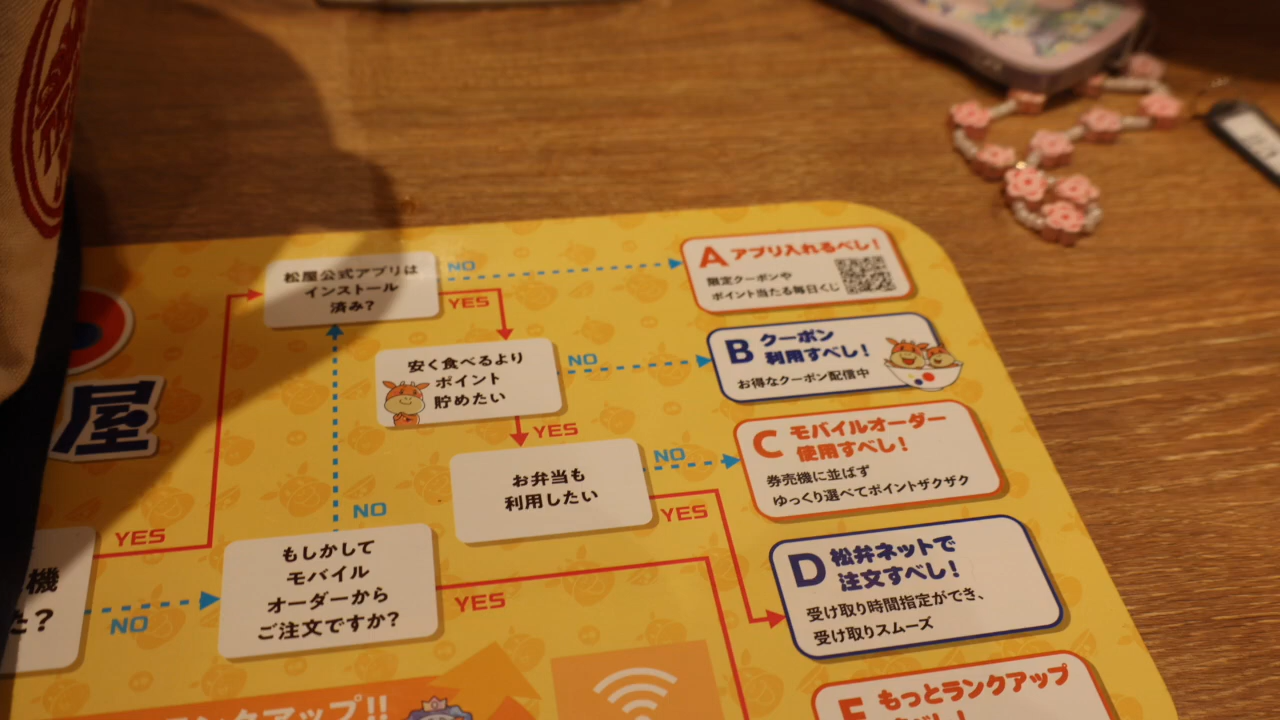 松屋公式アプリは
インストール
済み?
NO
YES
A アプリ入れるべし!
限定クーポンや
ポイント当たる毎日くじ
安く食べるより
ポイント
貯めたい
NO
YES
B クーポン
利用すべし!
お得なクーポン配信中
屋
お弁当も
利用したい
NO
YES
C モバイルオーダー
使用すべし!
券売機に並ばず
ゆっくり選べてポイントザクザク
YES
NO
機
た?
NO
もしかして
モバイル
オーダーから
ご注文ですか?
YES
D 松弁ネットで
注文すべし!
受け取り時間指定ができ、
受け取りスムーズ
ランクアップ!!
E もっとランクアップ